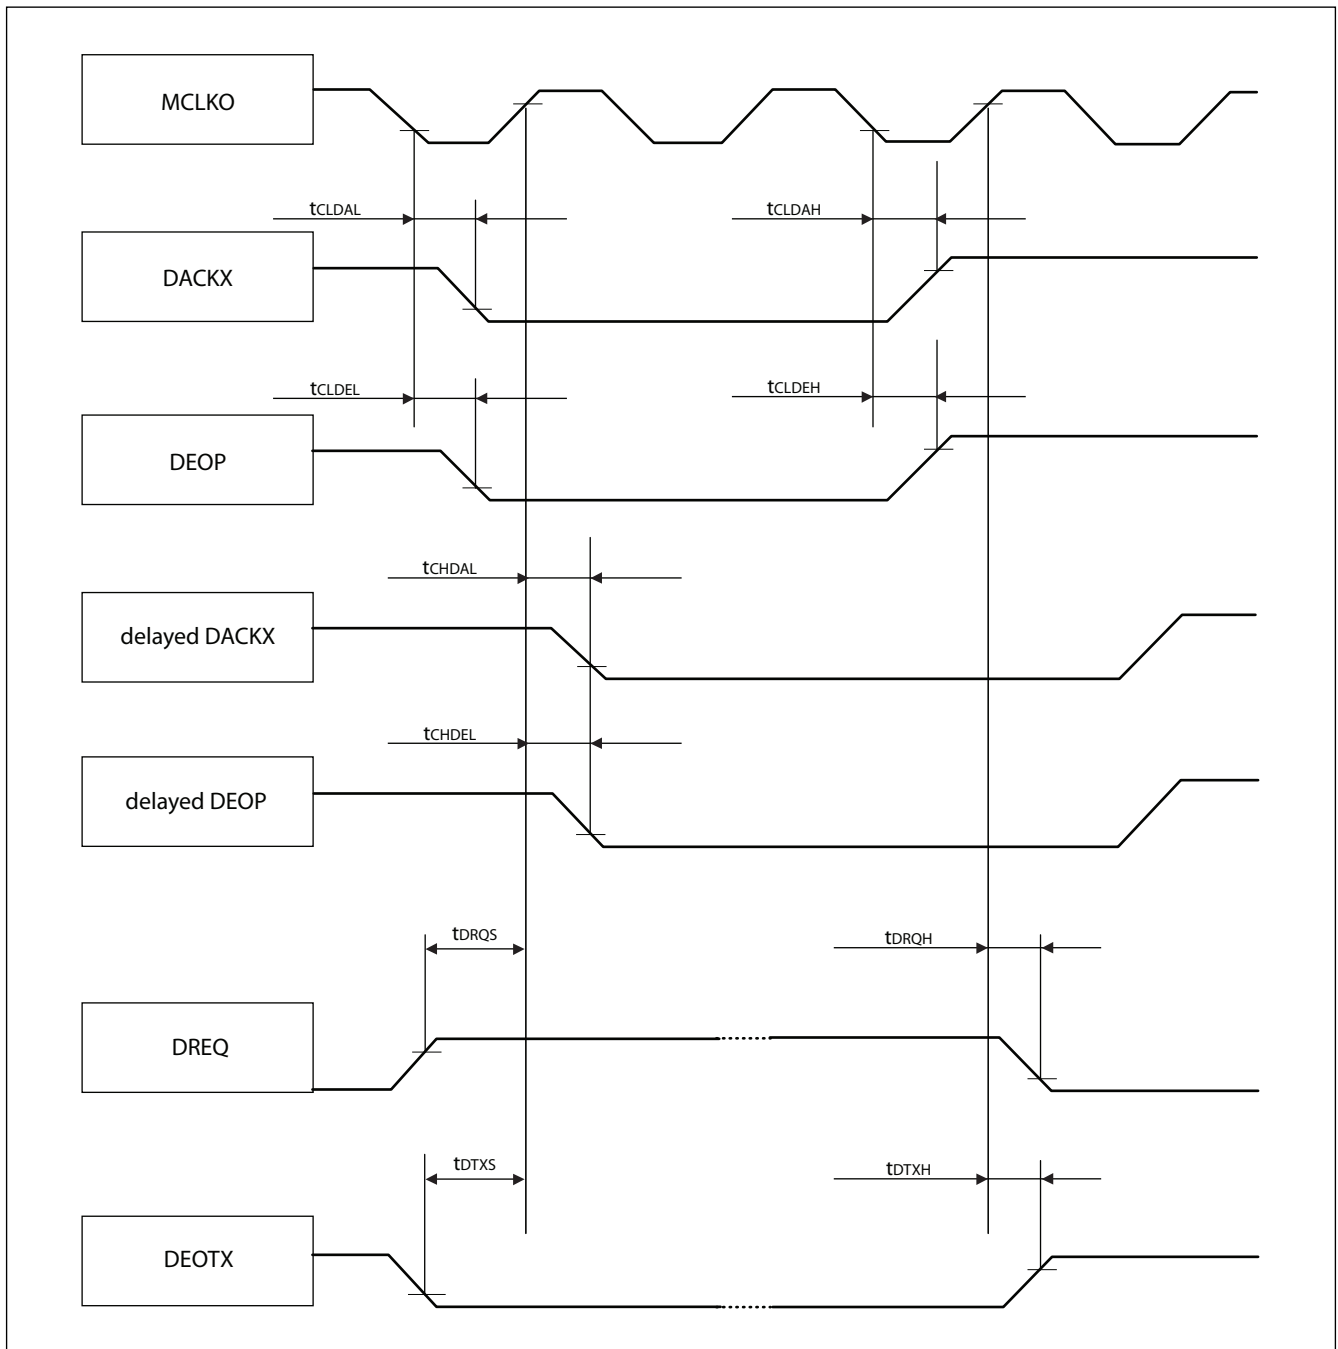 MCLKO
tCLDAL
tCLDAH
DACKX
tCLDEL
tCLDEH
DEOP
tCHDAL
delayed DACKX
tCHDEL
delayed DEOP
tDRQS
tDRQH
DREQ
tDTXS
tDTXH
DEOTX